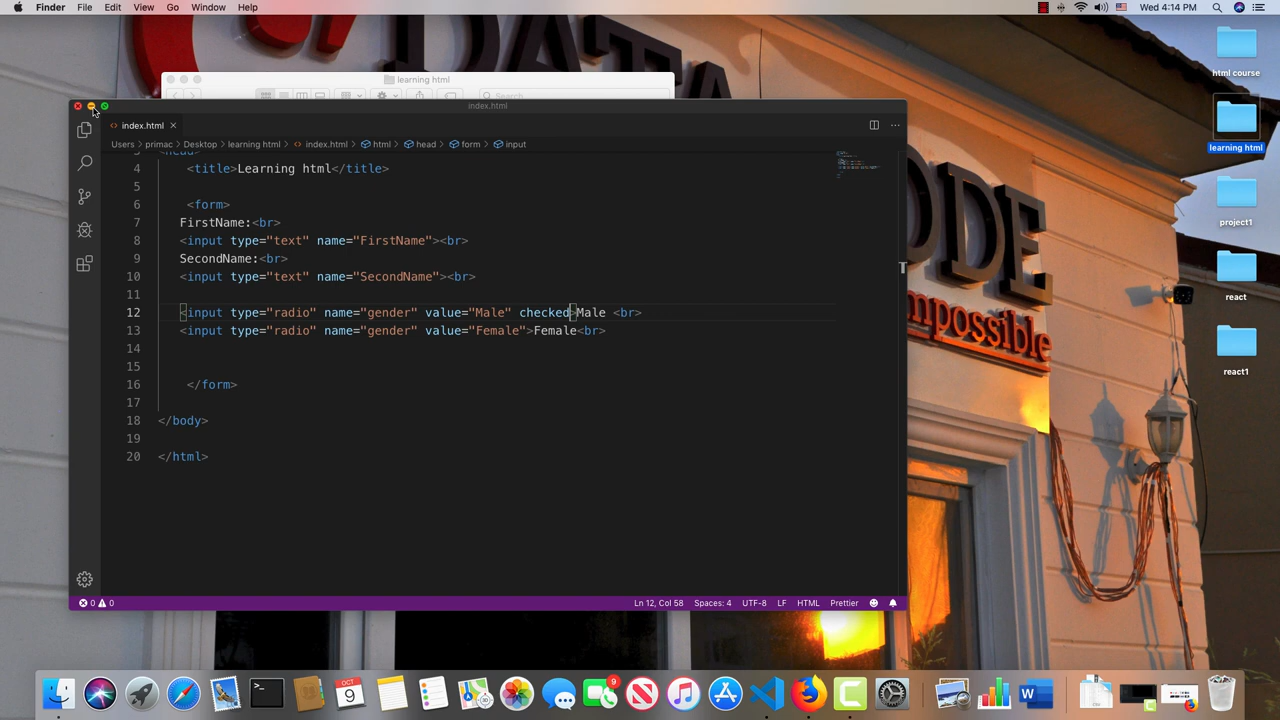 Finder File Edit View Go Window Help
Wed 4:14 PM
DATA
html course
learning html
Search
index.html
learning html
index.html
Users > primac > Desktop > learning html > index.html > html > head > form > input
4 <title>Learning html</title>
5
6 <form>
7 FirstName:<br>
8 <input type="text" name="FirstName"><br>
9 SecondName:<br>
10 <input type="text" name="SecondName"><br>
11
12 <input type="radio" name="gender" value="Male" checked>Male <br>
13 <input type="radio" name="gender" value="Female">Female<br>
14
15
16 </form>
17
18 </body>
19
20 </html>
project1
react
react1
ODE
mpossible
0 0 Ln 12, Col 58 Spaces: 4 UTF-8 LF HTML Prettier
OCT
9
9
W